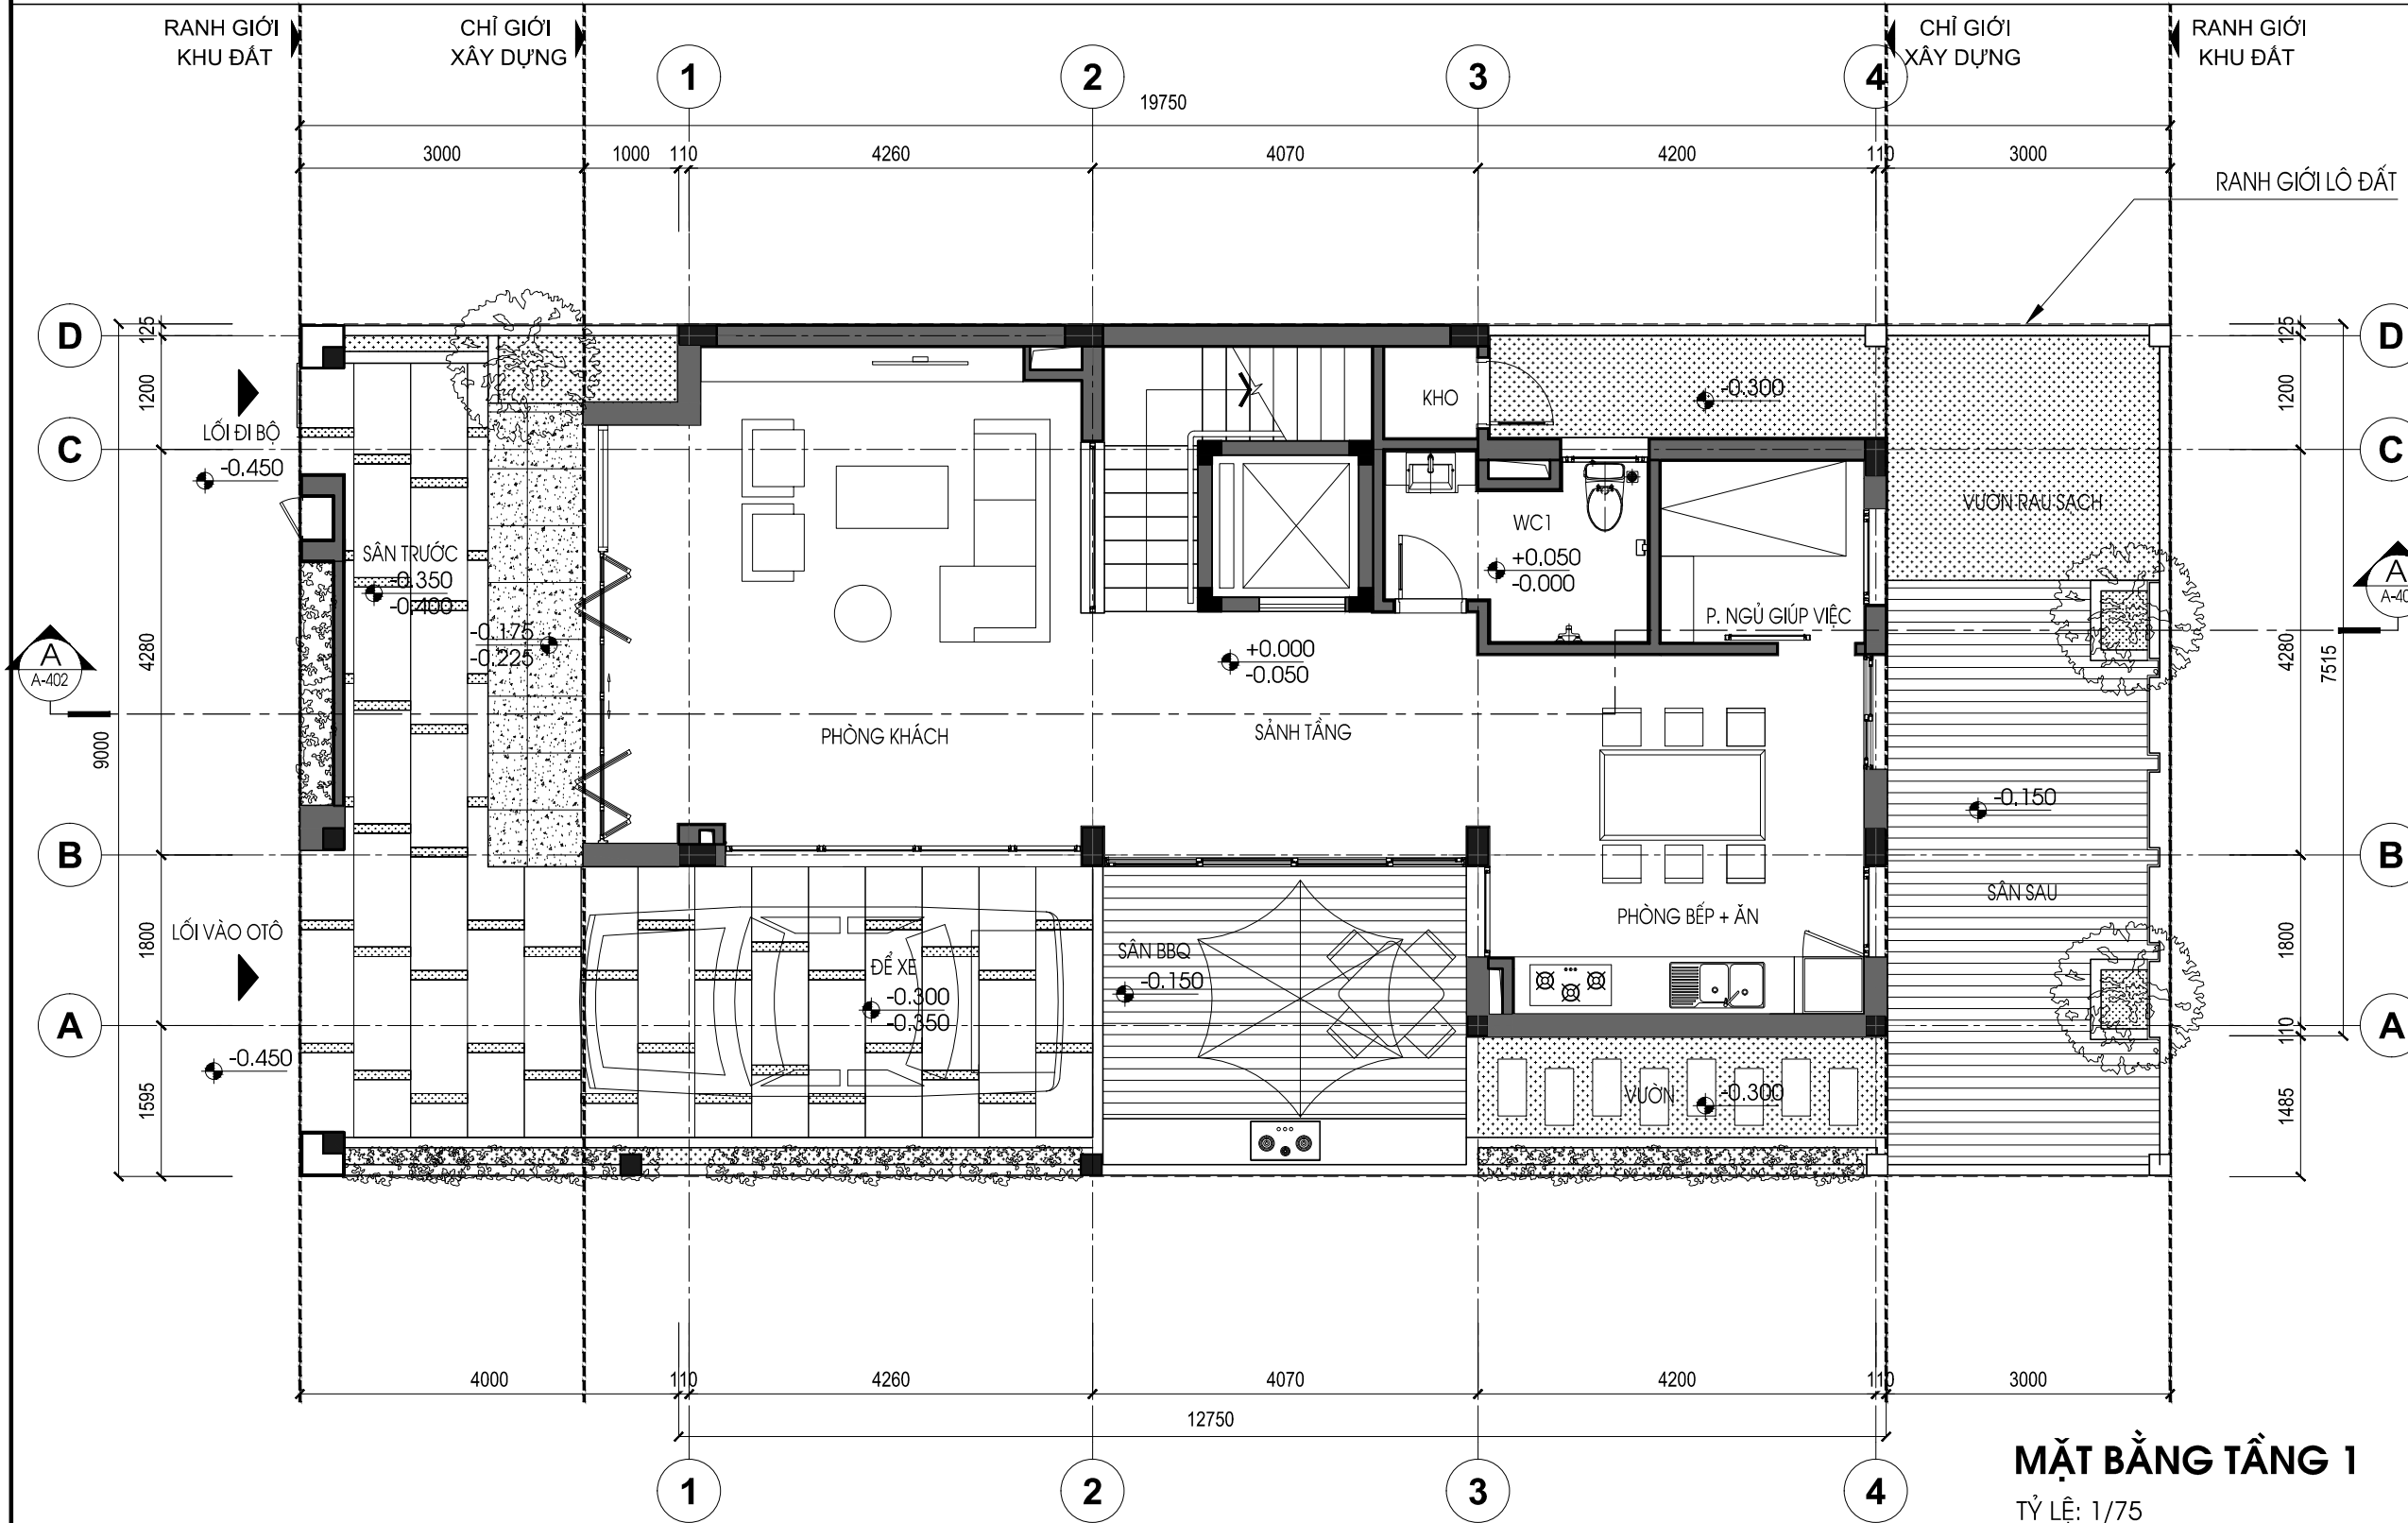 RANH GIỚI
KHU ĐẤT
CHỈ GIỚI
XÂY DỰNG
CHỈ GIỚI
XÂY DỰNG
RANH GIỚI
KHU ĐẤT
1
2
3
4
19750
3000
1000
110
4260
4070
4200
110
3000
RANH GIỚI LÔ ĐẤT
D
125
125
D
1200
1200
KHO
-0.300
LỐI ĐI BỘ
C
C
-0.450
VƯỜN RAU SẠCH
WC1
SÂN TRƯỚC
+0.050
-0.000
-0.350
-0.400
P. NGỦ GIÚP VIỆC
-0.175
-0.225
+0.000
-0.050
A
A-402
A
4280
4280
7515
9000
PHÒNG KHÁCH
SẢNH TẦNG
-0.150
B
B
SÂN SAU
PHÒNG BẾP + ĂN
LỐI VÀO OTÔ
1800
1800
SÂN BBQ
-0.150
ĐỂ XE
-0.300
-0.350
A
A
110
-0.450
1595
1485
VƯỜN
-0.300
4000
110
4260
4070
4200
110
3000
12750
1
2
3
4
MẶT BẰNG TẦNG 1
TỶ LỆ: 1/75